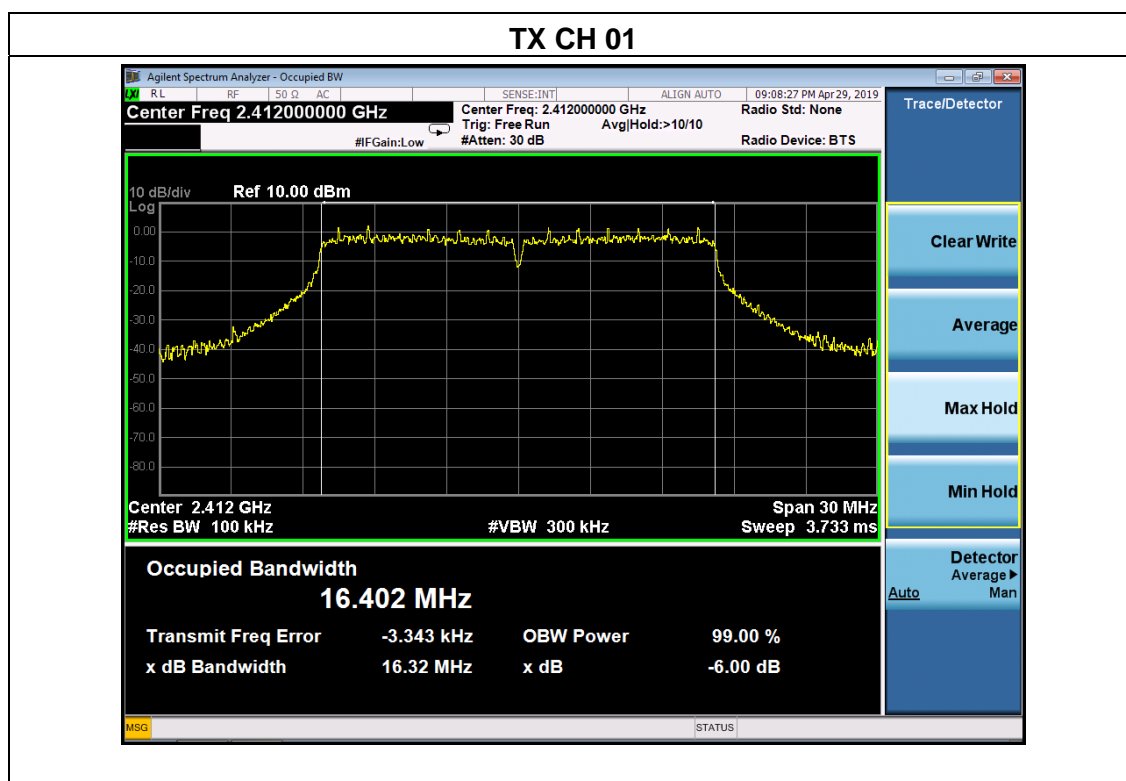 TX CH 01
Agilent Spectrum Analyzer - Occupied BW
LXI RL RF 50 Ω AC SENSE:INT ALIGN AUTO 09:08:27 PM Apr 29, 2019
Center Freq 2.412000000 GHz
Center Freq: 2.412000000 GHz
Radio Std: None
Trig: Free Run Avg|Hold:>10/10
#IFGain:Low #Atten: 30 dB
Radio Device: BTS
Trace/Detector
10 dB/div Ref 10.00 dBm
Log
0.00
-10.0
-20.0
-30.0
-40.0
-50.0
-60.0
-70.0
-80.0
Clear Write
Average
Max Hold
Min Hold
Center 2.412 GHz Span 30 MHz
#Res BW 100 kHz #VBW 300 kHz Sweep 3.733 ms
Detector
Average▶
Auto Man
Occupied Bandwidth
16.402 MHz
Transmit Freq Error -3.343 kHz OBW Power 99.00 %
x dB Bandwidth 16.32 MHz x dB -6.00 dB
MSG STATUS